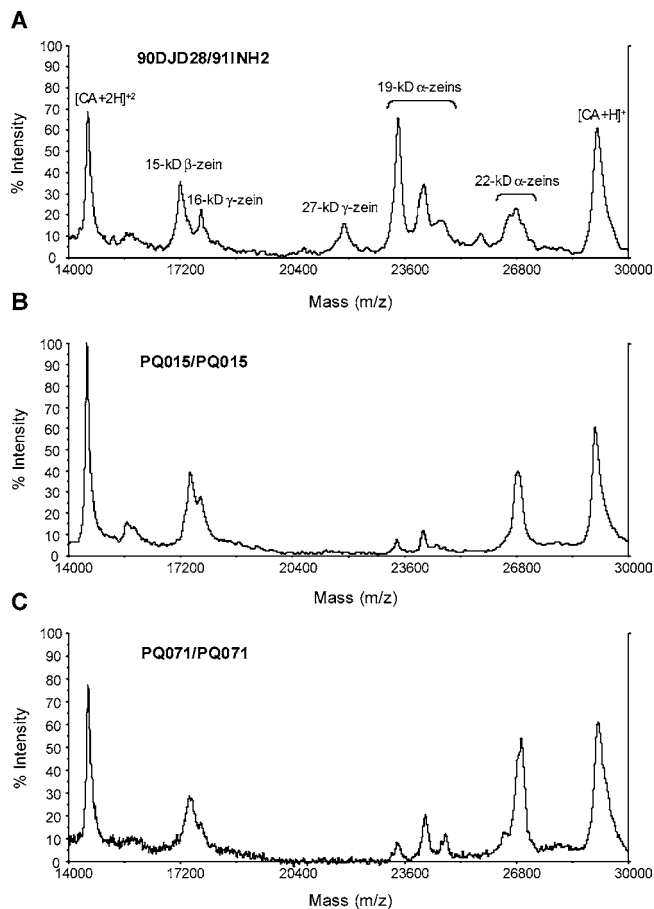 A
90DJD28/91INH2
% Intensity
100
90
80
70
60
50
40
30
20
10
0
[CA+2H]+2
15-kD β-zein
16-kD γ-zein
27-kD γ-zein
19-kD α-zeins
22-kD α-zeins
[CA+H]+
14000 17200 20400 23600 26800 30000
Mass (m/z)
B
PQ015/PQ015
% Intensity
100
90
80
70
60
50
40
30
20
10
0
14000 17200 20400 23600 26800 30000
Mass (m/z)
C
PQ071/PQ071
% Intensity
100
90
80
70
60
50
40
30
20
10
0
14000 17200 20400 23600 26800 30000
Mass (m/z)